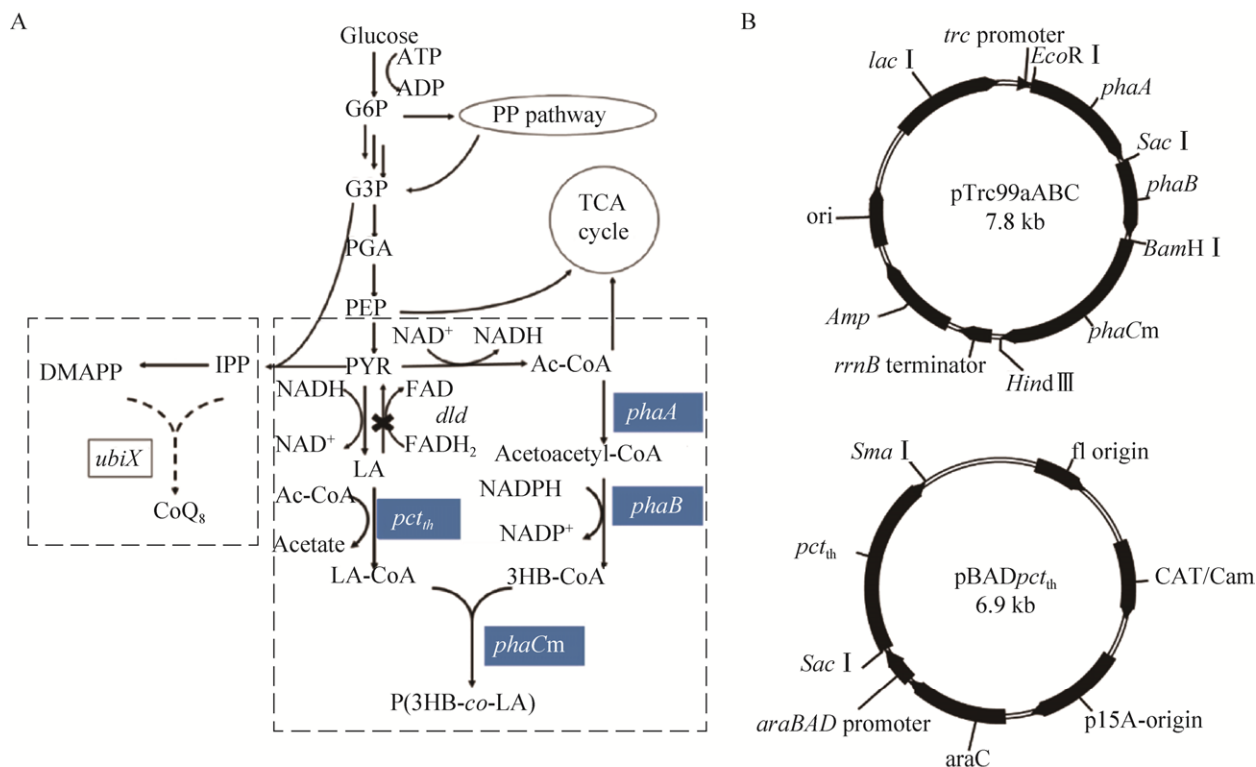 A
Glucose
ATP
ADP
G6P
PP pathway
G3P
TCA
cycle
PGA
PEP
NAD⁺
NADH
DMAPP
IPP
PYR
Ac-CoA
NADH
FAD
dld
phaA
NAD⁺
FADH₂
ubiX
LA
Acetoacetyl-CoA
Ac-CoA
NADPH
pct_th
phaB
CoQ₈
NADP⁺
Acetate
LA-CoA
3HB-CoA
phaCm
P(3HB-co-LA)
B
trc promoter
EcoR Ⅰ
lac Ⅰ
phaA
Sac Ⅰ
phaB
pTrc99aABC
7.8 kb
ori
BamH Ⅰ
Amp
phaCm
rrnB terminator
Hind Ⅲ
Sma Ⅰ
fl origin
pct_th
CAT/Cam
pBADpct_th
6.9 kb
Sac Ⅰ
araBAD promoter
p15A-origin
araC